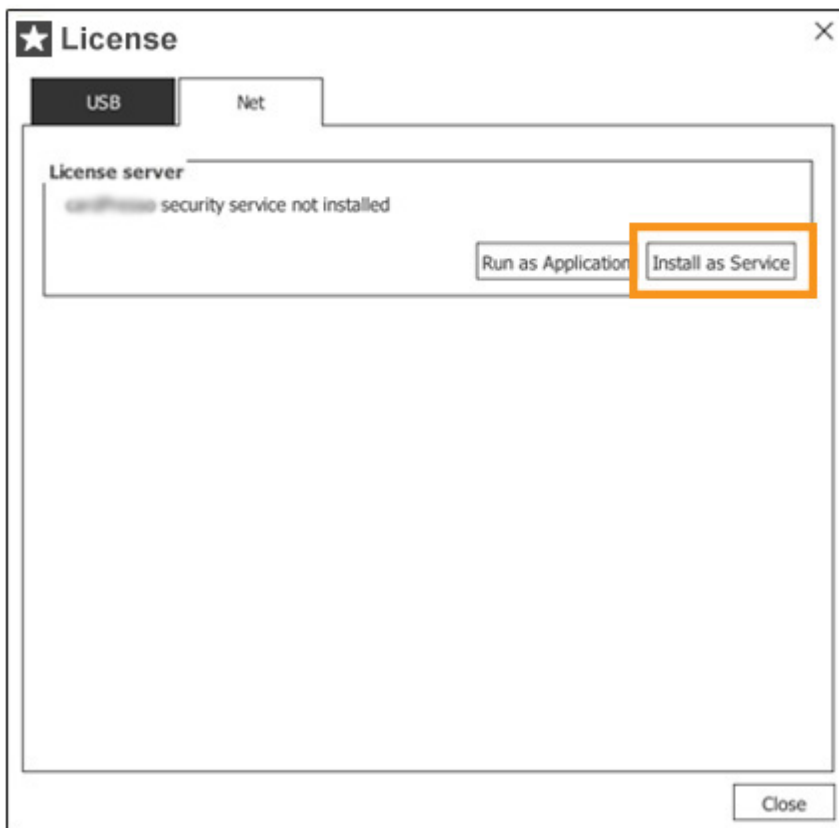 License
USB
Net
License server
security service not installed
Run as Application
Install as Service
Close